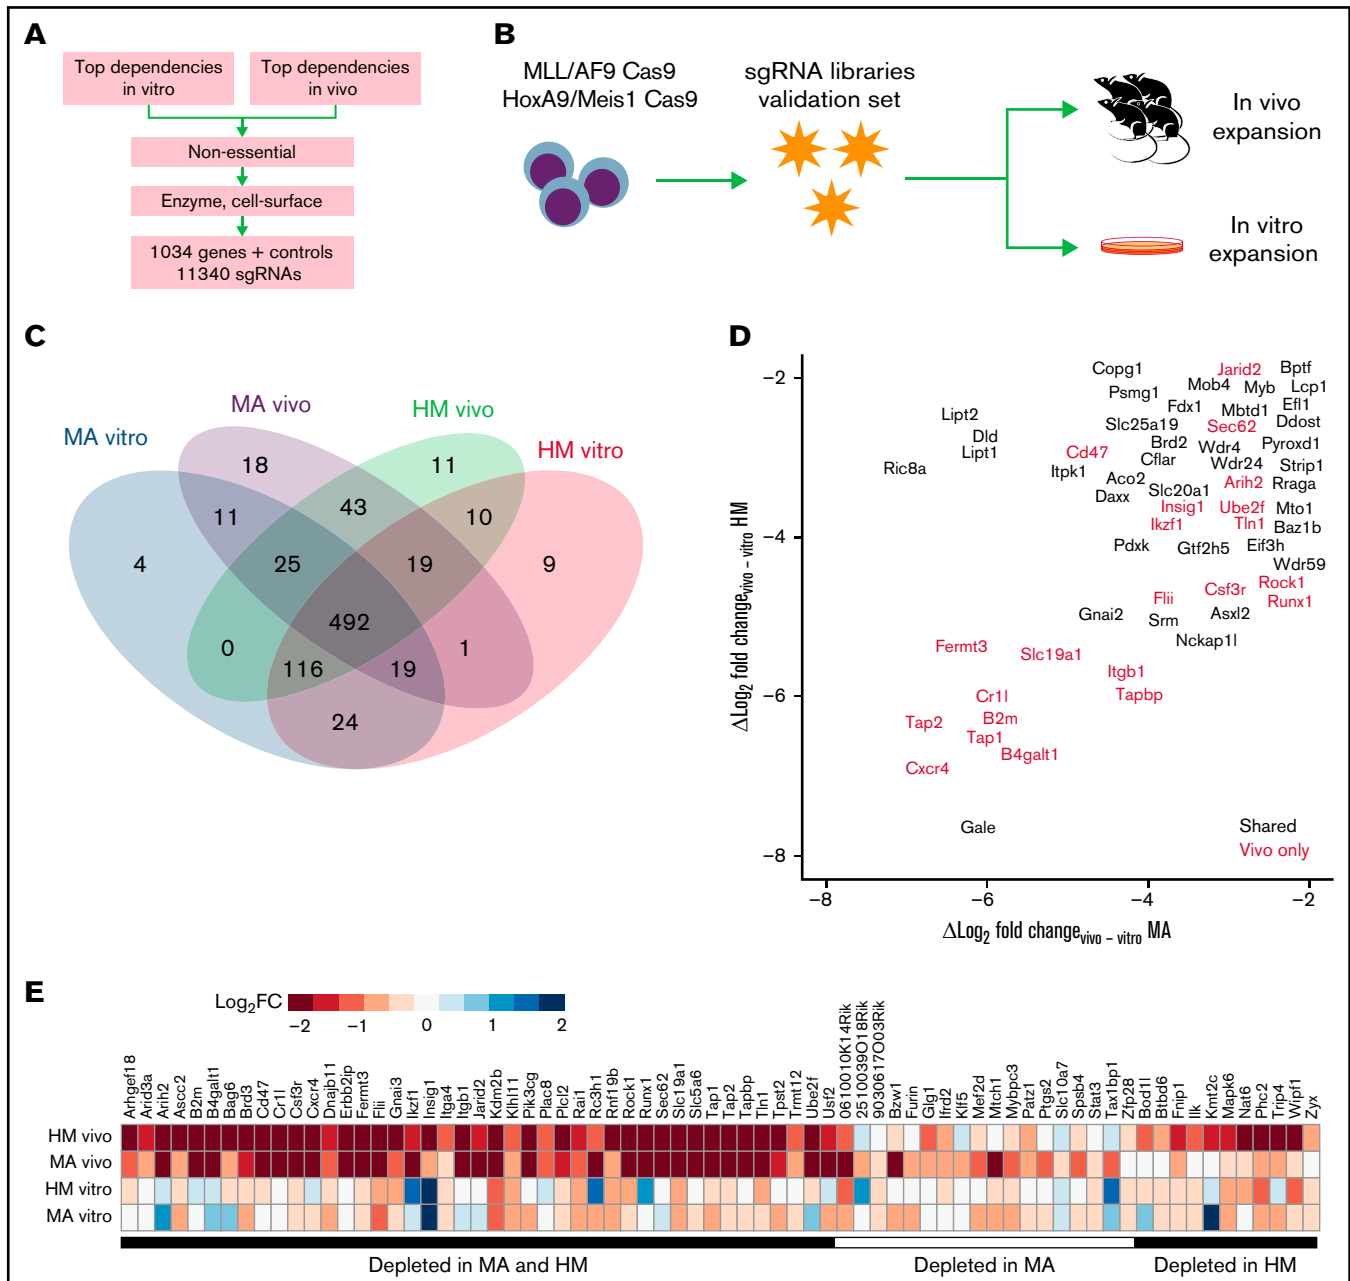 A
Top dependencies
in vitro
Top dependencies
in vivo
Non-essential
Enzyme, cell-surface
1034 genes + controls
11340 sgRNAs
B
MLL/AF9 Cas9
HoxA9/Meis1 Cas9
sgRNA libraries
validation set
In vivo
expansion
In vitro
expansion
C
MA vitro
MA vivo
HM vivo
HM vitro
18
11
11
43
10
4
25
19
9
492
0
116
19
1
24
D
ΔLog2 fold change vivo – vitro HM
−2
−4
−6
−8
Copg1
Jarid2
Bptf
Psmg1
Mob4
Myb
Lcp1
Fdx1
Mbtd1
Efl1
Lipt2
Slc25a19
Sec62
Ddost
Dld
Brd2
Wdr4
Pyroxd1
Lipt1
Cd47
Cflar
Wdr24
Strip1
Ric8a
Itpk1
Aco2
Arih2
Rraga
Daxx
Slc20a1
Insig1
Ube2f
Mto1
Ikzf1
Tln1
Baz1b
Pdxk
Gtf2h5
Eif3h
Wdr59
Rock1
Flii
Csf3r
Runx1
Gnai2
Srm
Asxl2
Nckap1l
Fermt3
Slc19a1
Itgb1
Cr1l
Tapbp
Tap2
B2m
Tap1
B4galt1
Cxcr4
Gale
Shared
Vivo only
−8
−6
−4
−2
ΔLog2 fold change vivo – vitro MA
E
Log2FC
−2
−1
0
1
2
Arhgef18
Arid3a
Arih2
Ascc2
B2m
B4galt1
Bag6
Brd3
Cd47
Cr1l
Csf3r
Cxcr4
Dnajb11
Erbb2ip
Fermt3
Flii
Gnai3
Ikzf1
Insig1
Itga4
Itgb1
Jarid2
Kdm2b
Klhl11
Pik3cg
Plac8
Plcl2
Rai1
Rc3h1
Rnf19b
Rock1
Runx1
Sec62
Slc19a1
Slc5a6
Tap1
Tap2
Tapbp
Tln1
Tpst2
Trmt12
Ube2f
Usf2
0610010K14Rik
2510039O18Rik
9030617O03Rik
Bzw1
Furin
Glg1
Ifrd2
Klf5
Mef2d
Mtch1
Mybpc3
Patz1
Ptgs2
Slc10a7
Spsb4
Stat3
Tax1bp1
Zfp28
Bod1l
Btbd6
Fnip1
Ilk
Kmt2c
Mapk6
Nat6
Phc2
Trip4
Wipf1
Zyx
HM vivo
MA vivo
HM vitro
MA vitro
Depleted in MA and HM
Depleted in MA
Depleted in HM